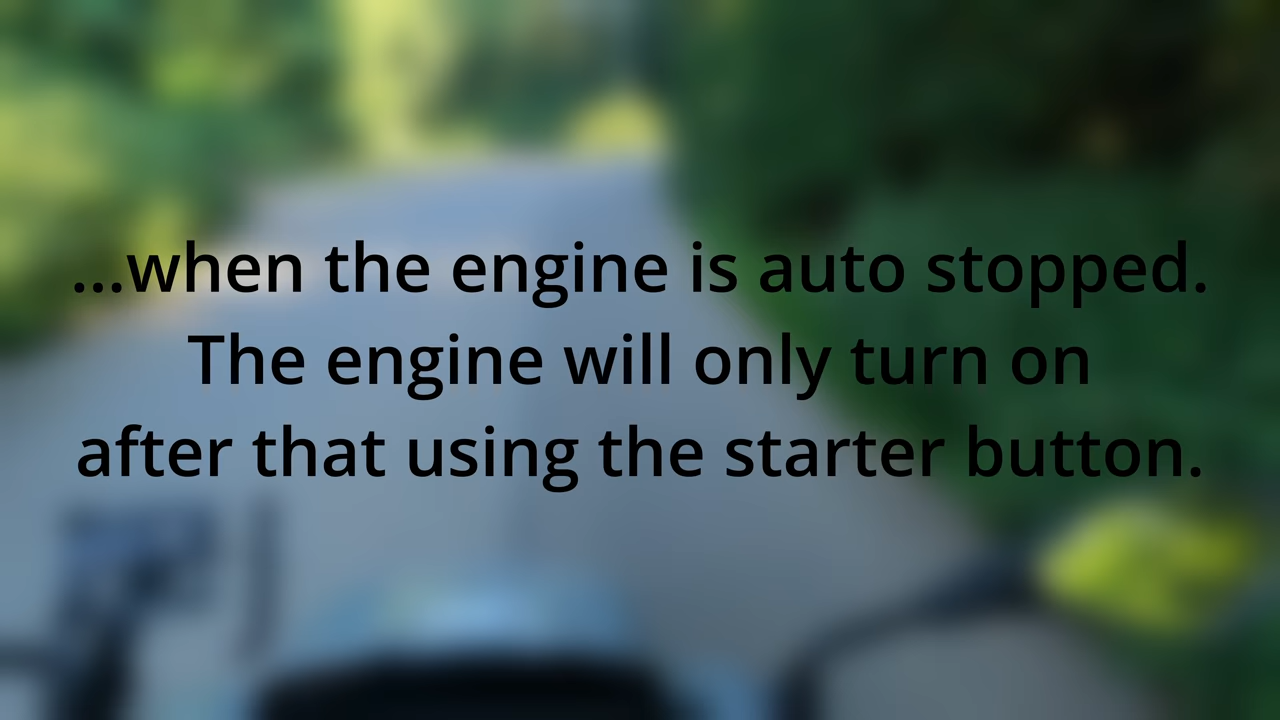 ...when the engine is auto stopped.
The engine will only turn on
after that using the starter button.